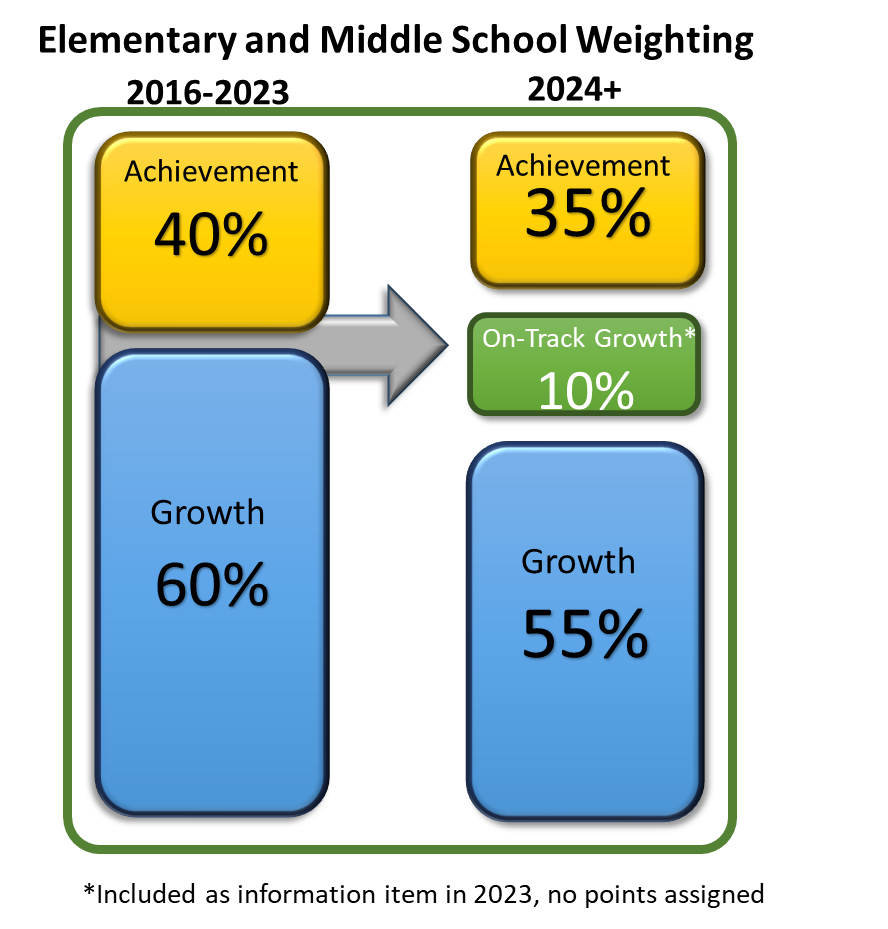 Elementary and Middle School Weighting
2016-2023
2024+
Achievement
40%
Growth
60%
Achievement
35%
On-Track Growth*
10%
Growth
55%
*Included as information item in 2023, no points assigned